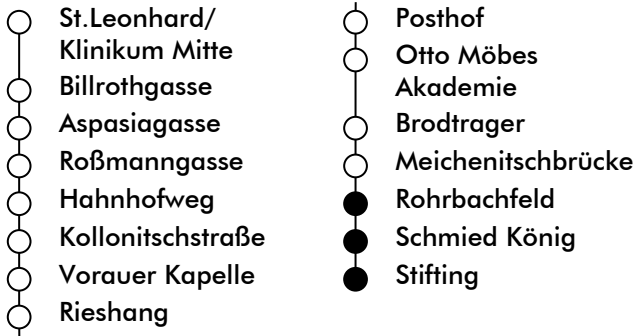 St.Leonhard/
Klinikum Mitte
Billrothgasse
Aspasiagasse
Roßmanngasse
Hahnhofweg
Kollonitschstraße
Vorauer Kapelle
Rieshang
Posthof
Otto Möbes
Akademie
Brodtrager
Meichenitschbrücke
Rohrbachfeld
Schmied König
Stifting